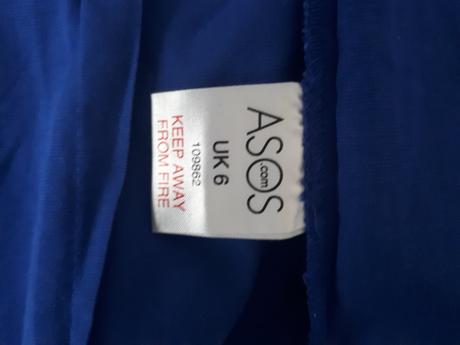 ASOS
.com
UK 6
109862
KEEP AWAY
FROM FIRE